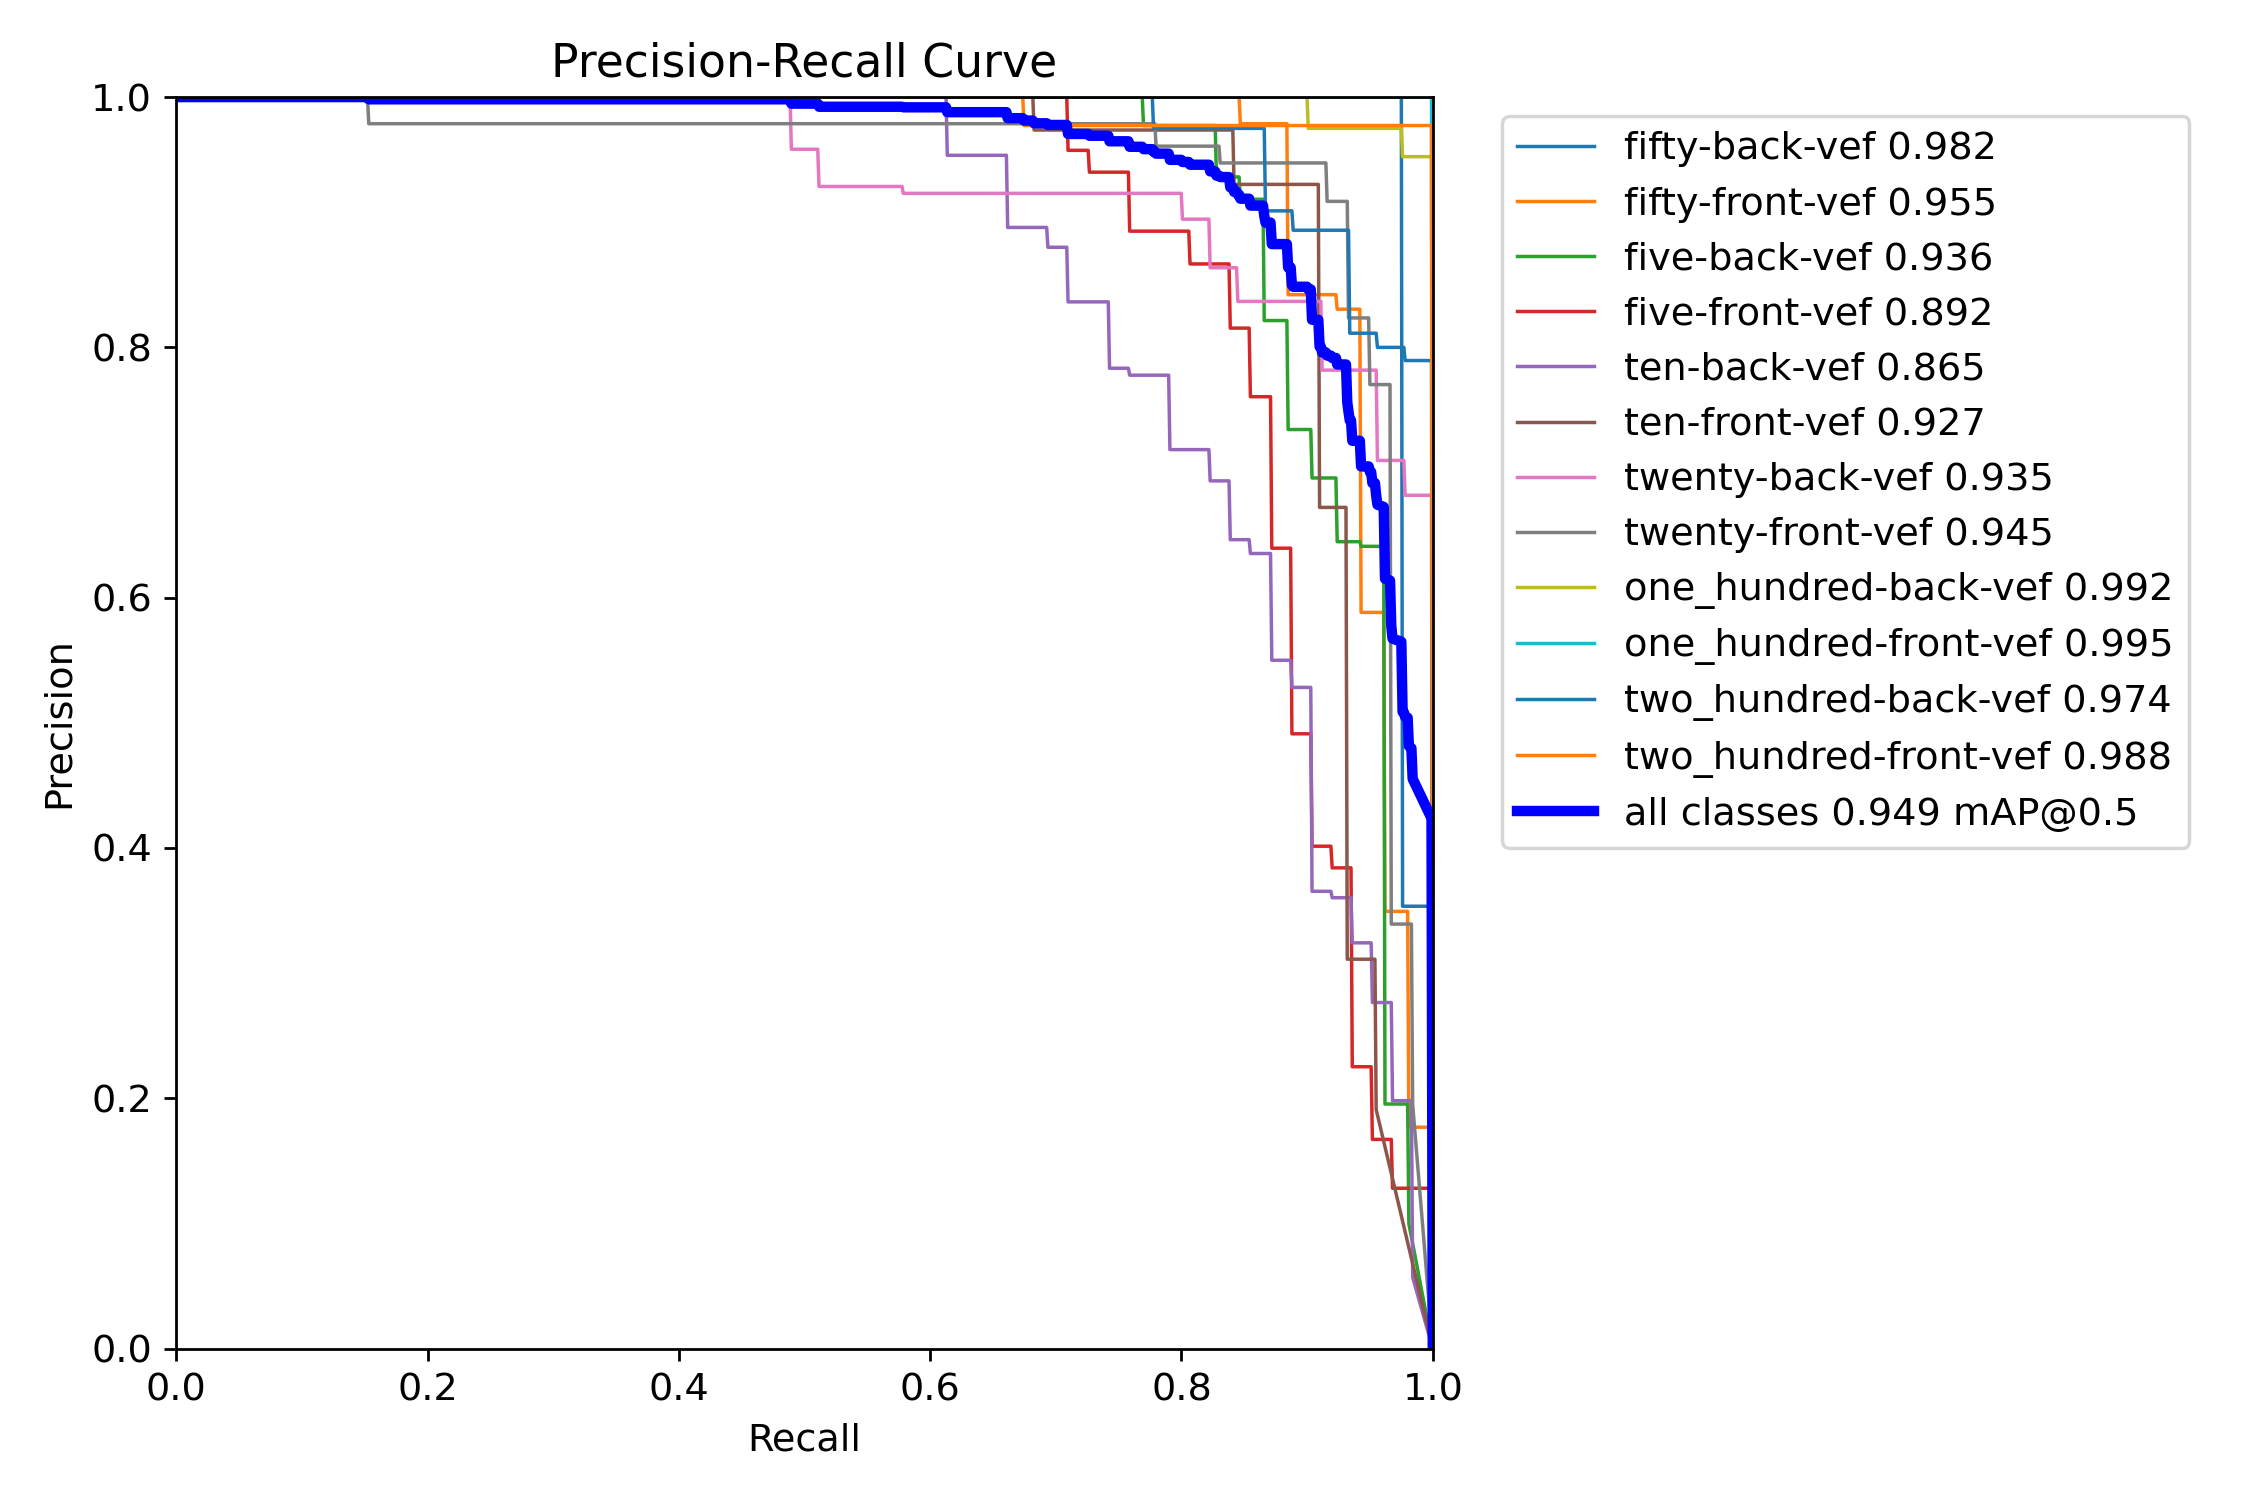 Precision-Recall Curve
1.0
0.8
0.6
0.4
0.2
0.0
Precision
0.0 0.2 0.4 0.6 0.8 1.0
Recall
fifty-back-vef 0.982
fifty-front-vef 0.955
five-back-vef 0.936
five-front-vef 0.892
ten-back-vef 0.865
ten-front-vef 0.927
twenty-back-vef 0.935
twenty-front-vef 0.945
one_hundred-back-vef 0.992
one_hundred-front-vef 0.995
two_hundred-back-vef 0.974
two_hundred-front-vef 0.988
all classes 0.949 mAP@0.5